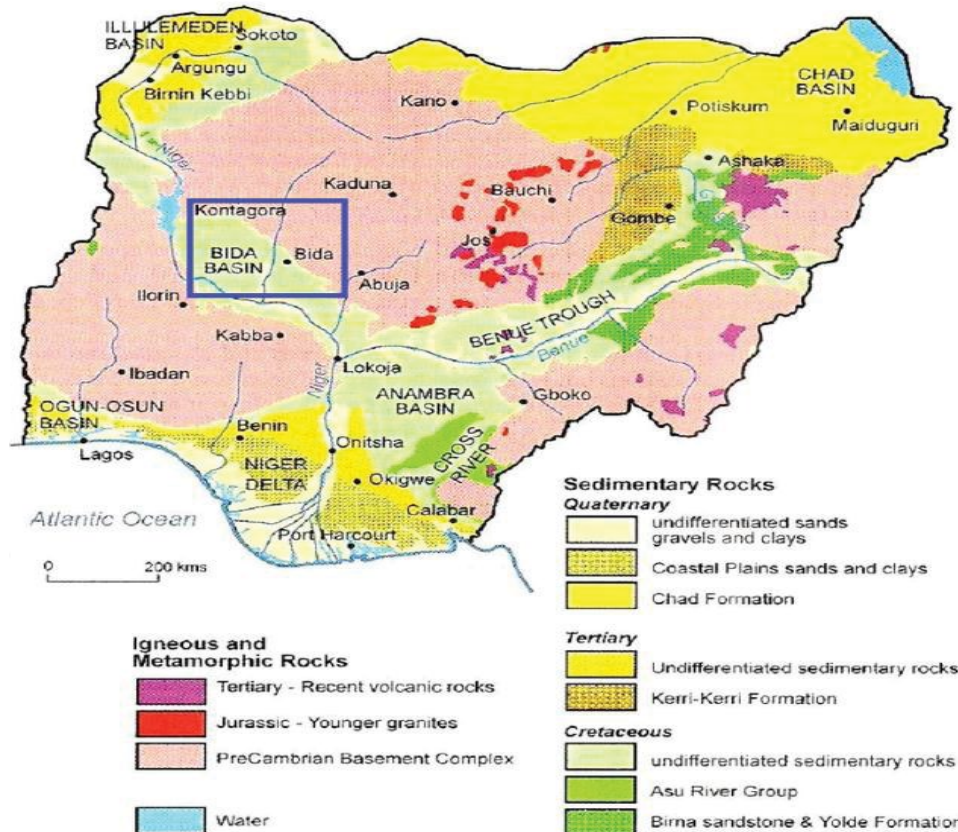 ILLULEMEDEN
BASIN
Sokoto
Argungu
Birnin Kebbi
Kano
CHAD
BASIN
Potiskum
Maiduguri
Ashaka
Niger
Kaduna
Bauchi
Kontagora
Gombe
Jos
BIDA
BASIN
Bida
Abuja
Ilorin
BENUE TROUGH
Benue
Kabba
Lokoja
Ibadan
Niger
ANAMBRA
BASIN
Gboko
OGUN-OSUN
BASIN
Benin
Onitsha
CROSS
RIVER
Lagos
NIGER
DELTA
Okigwe
Calabar
Atlantic Ocean
Port Harcourt
0 200 kms
Sedimentary Rocks
Quaternary
undifferentiated sands
gravels and clays
Coastal Plains sands and clays
Chad Formation
Tertiary
Undifferentiated sedimentary rocks
Kerri-Kerri Formation
Cretaceous
undifferentiated sedimentary rocks
Asu River Group
Birna sandstone & Yolde Formation
Igneous and
Metamorphic Rocks
Tertiary - Recent volcanic rocks
Jurassic - Younger granites
PreCambrian Basement Complex
Water